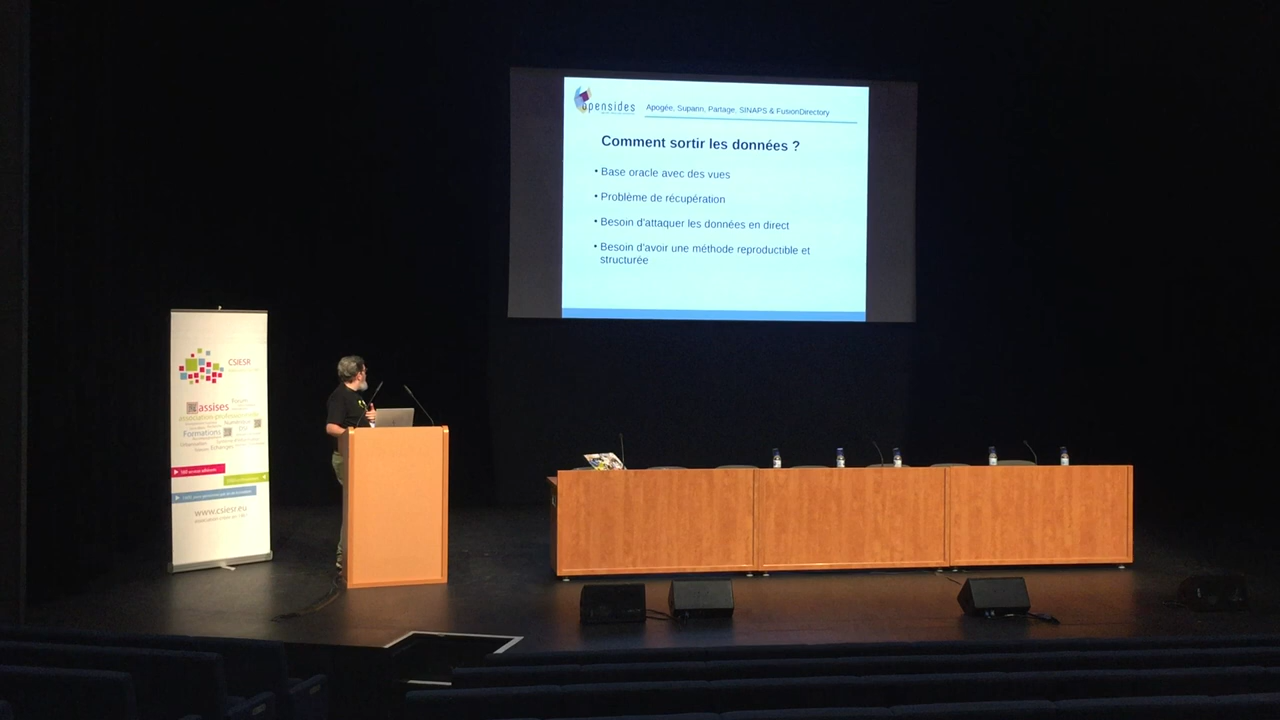 opensides
Apogée, Supann, Partage, SINAPS & FusionDirectory
Comment sortir les données ?
• Base oracle avec des vues
• Problème de récupération
• Besoin d'attaquer les données en direct
• Besoin d'avoir une méthode reproductible et
structurée
CSIESR
assises
Formations
www.csiesr.eu